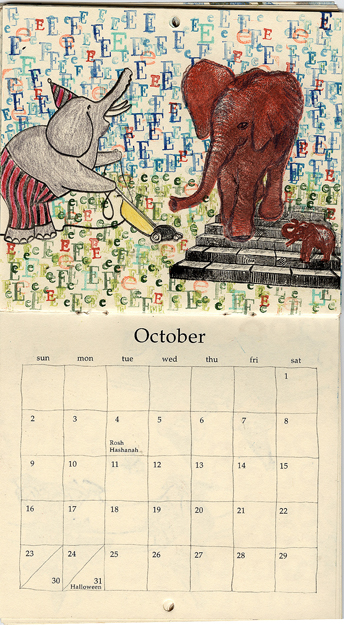 October
sun mon tue wed thu fri sat
1
2 3 4 5 6 7 8
Rosh
Hashanah
9 10 11 12 13 14 15
16 17 18 19 20 21 22
23 24 25 26 27 28 29
30 31
Halloween